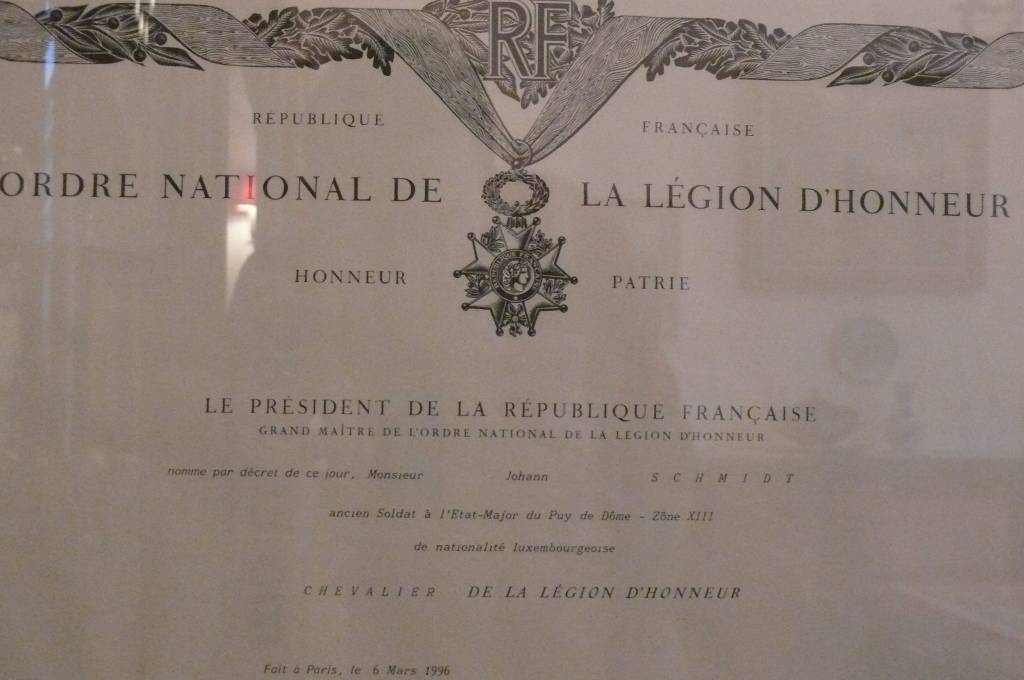 RF
RÉPUBLIQUE FRANÇAISE
ORDRE NATIONAL DE LA LÉGION D'HONNEUR
HONNEUR PATRIE
LE PRÉSIDENT DE LA RÉPUBLIQUE FRANÇAISE
GRAND MAÎTRE DE L'ORDRE NATIONAL DE LA LÉGION D'HONNEUR
nomme par décret de ce jour, Monsieur Johann SCHMIDT
ancien Soldat à l'Etat-Major du Puy de Dôme - Zône XIII
de nationalité luxembourgeoise
CHEVALIER DE LA LÉGION D'HONNEUR
Fait à Paris, le 6 Mars 1996